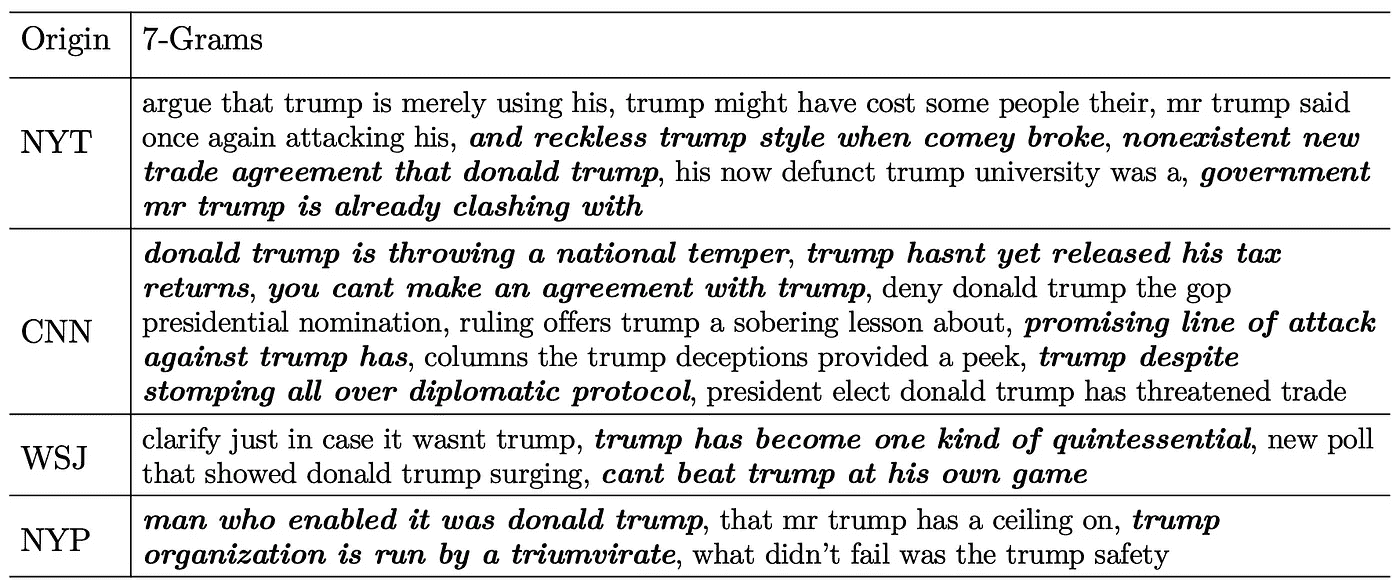 Origin 7-Grams
NYT
argue that trump is merely using his, trump might have cost some people their, mr trump said
once again attacking his, and reckless trump style when comey broke, nonexistent new
trade agreement that donald trump, his now defunct trump university was a, government
mr trump is already clashing with
CNN
donald trump is throwing a national temper, trump hasnt yet released his tax
returns, you cant make an agreement with trump, deny donald trump the gop
presidential nomination, ruling offers trump a sobering lesson about, promising line of attack
against trump has, columns the trump deceptions provided a peek, trump despite
stomping all over diplomatic protocol, president elect donald trump has threatened trade
WSJ
clarify just in case it wasnt trump, trump has become one kind of quintessential, new poll
that showed donald trump surging, cant beat trump at his own game
NYP
man who enabled it was donald trump, that mr trump has a ceiling on, trump
organization is run by a triumvirate, what didn't fail was the trump safety